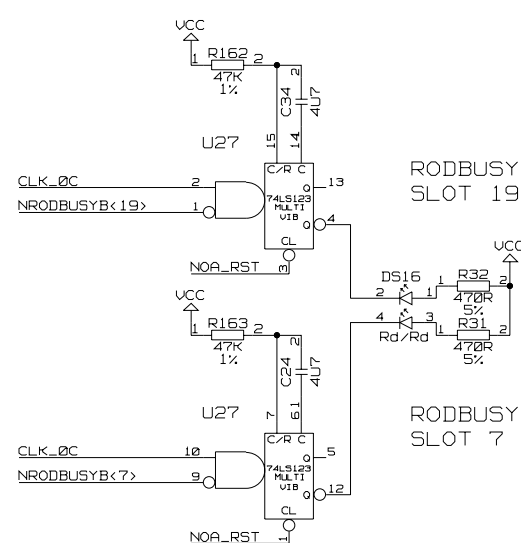 VCC
1 R162 2
47K
1%
2
C34
4U7
15
14
U27
C/R C
RODBUSY
SLOT 19
CLK_0C 2
NRODBUSYB<19> 1
74LS123
MULTI
VIB
Q 13
Q 4
CL
NOA_RST 3
VCC
DS16
2 1
1 R32 2
470R
5%
4 3
Rd/Rd
1 R31 2
470R
5%
VCC
1 R163 2
47K
1%
2
C24
4U7
7
6
1
U27
C/R C
RODBUSY
SLOT 7
CLK_0C 10
NRODBUSYB<7> 9
74LS123
MULTI
VIB
Q 5
Q 12
CL
NOA_RST 1